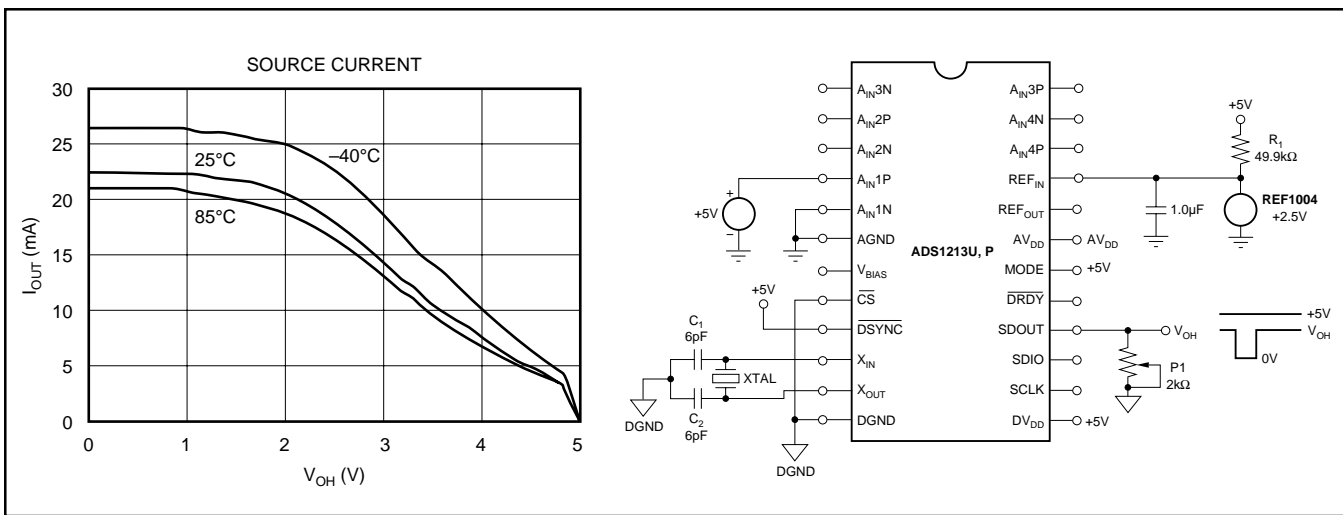 SOURCE CURRENT
30
25
20
15
10
5
0
I_OUT (mA)
–40°C
25°C
85°C
0 1 2 3 4 5
V_OH (V)
A_IN3N
A_IN2P
A_IN2N
A_IN1P
A_IN1N
AGND
V_BIAS
CS
DSYNC
X_IN
X_OUT
DGND
ADS1213U, P
A_IN3P
A_IN4N
A_IN4P
REF_IN
REF_OUT
AV_DD
MODE
DRDY
SDOUT
SDIO
SCLK
DV_DD
+
+5V
–
+5V
C1
6pF
XTAL
C2
6pF
DGND
DGND
+5V
R1
49.9kΩ
1.0µF
REF1004
+2.5V
AV_DD
+5V
V_OH
P1
2kΩ
+5V
+5V
V_OH
0V